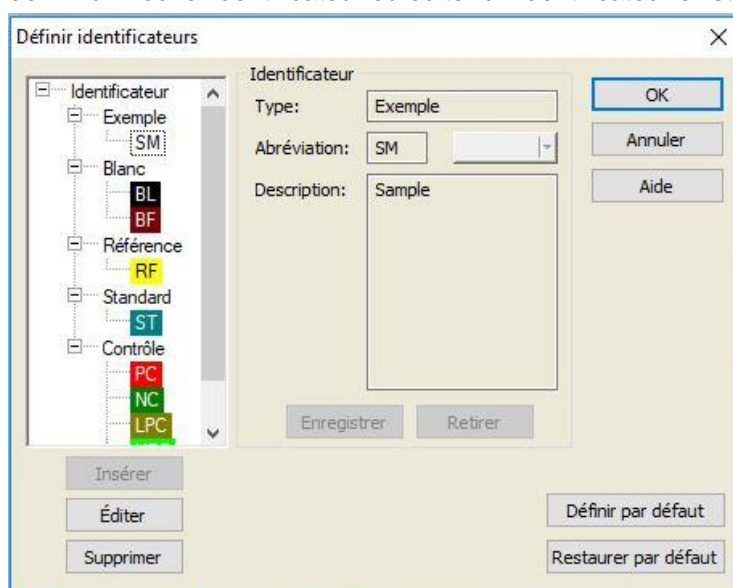 Définir identificateurs
Identificateur
Exemple
SM
Blanc
BL
BF
Référence
RF
Standard
ST
Contrôle
PC
NC
LPC
Identificateur
Type: Exemple
Abréviation: SM
Description: Sample
Enregistrer Retirer
OK
Annuler
Aide
Insérer
Éditer
Supprimer
Définir par défaut
Restaurer par défaut